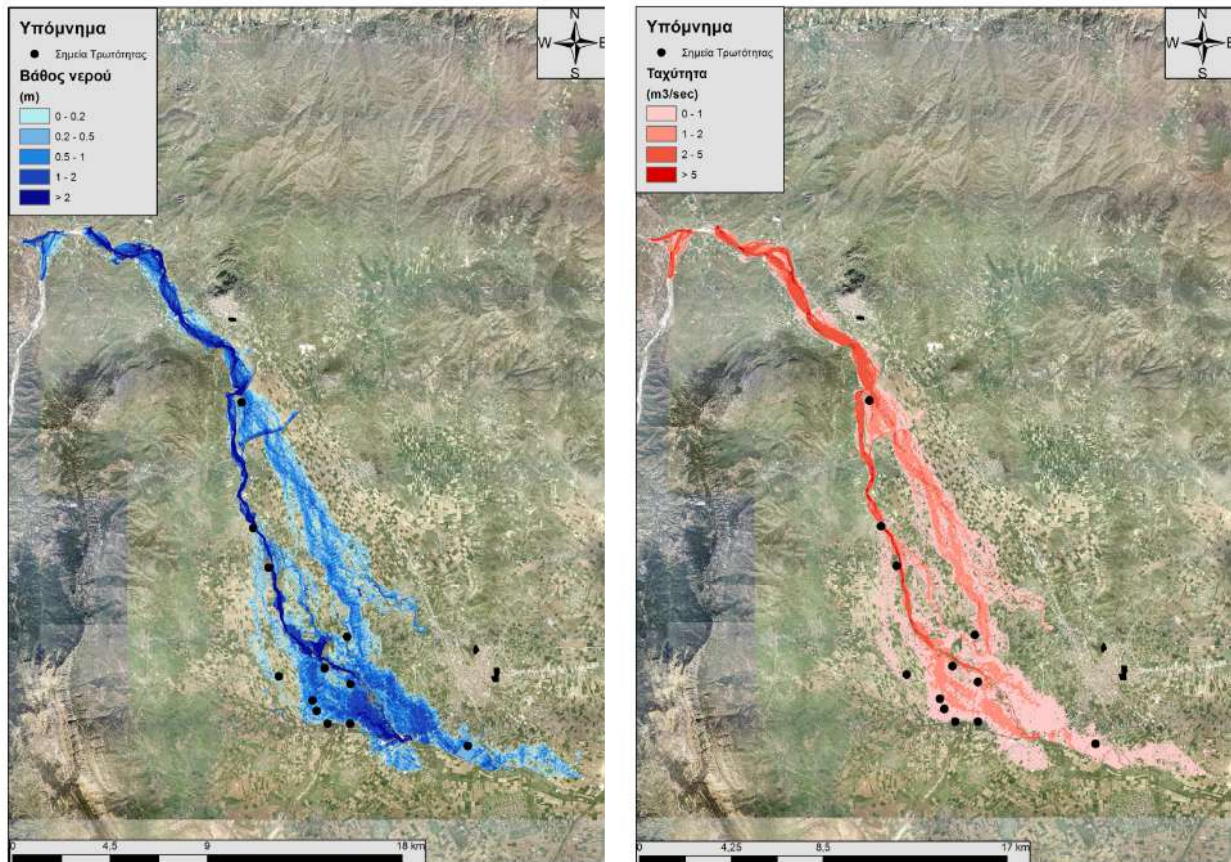 Υπόμνημα
Σημεία Τρωτότητας
Βάθος νερού
(m)
0 - 0.2
0.2 - 0.5
0.5 - 1
1 - 2
> 2
N
W E
S
0 4,5 9 18 km
Υπόμνημα
Σημεία Τρωτότητας
Ταχύτητα
(m3/sec)
0 - 1
1 - 2
2 - 5
> 5
N
W E
S
0 4,25 8,5 17 km